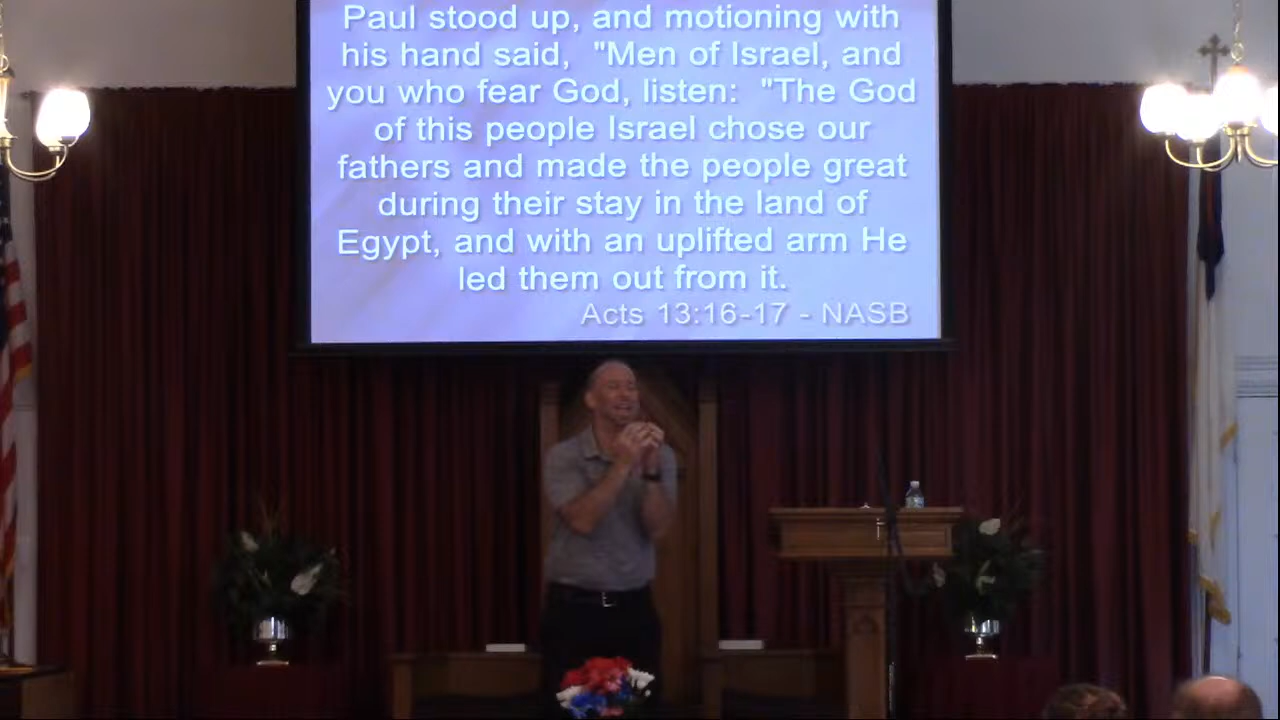 Paul stood up, and motioning with
his hand said, "Men of Israel, and
you who fear God, listen: "The God
of this people Israel chose our
fathers and made the people great
during their stay in the land of
Egypt, and with an uplifted arm He
led them out from it.
Acts 13:16-17 - NASB